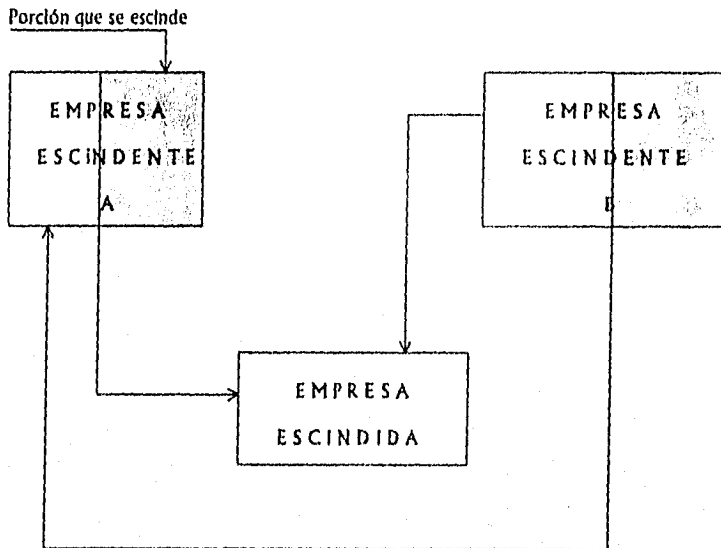 Porción que se escinde
EMPRESA
ESCINDENTE
A
EMPRESA
ESCINDENTE
B
EMPRESA
ESCINDIDA